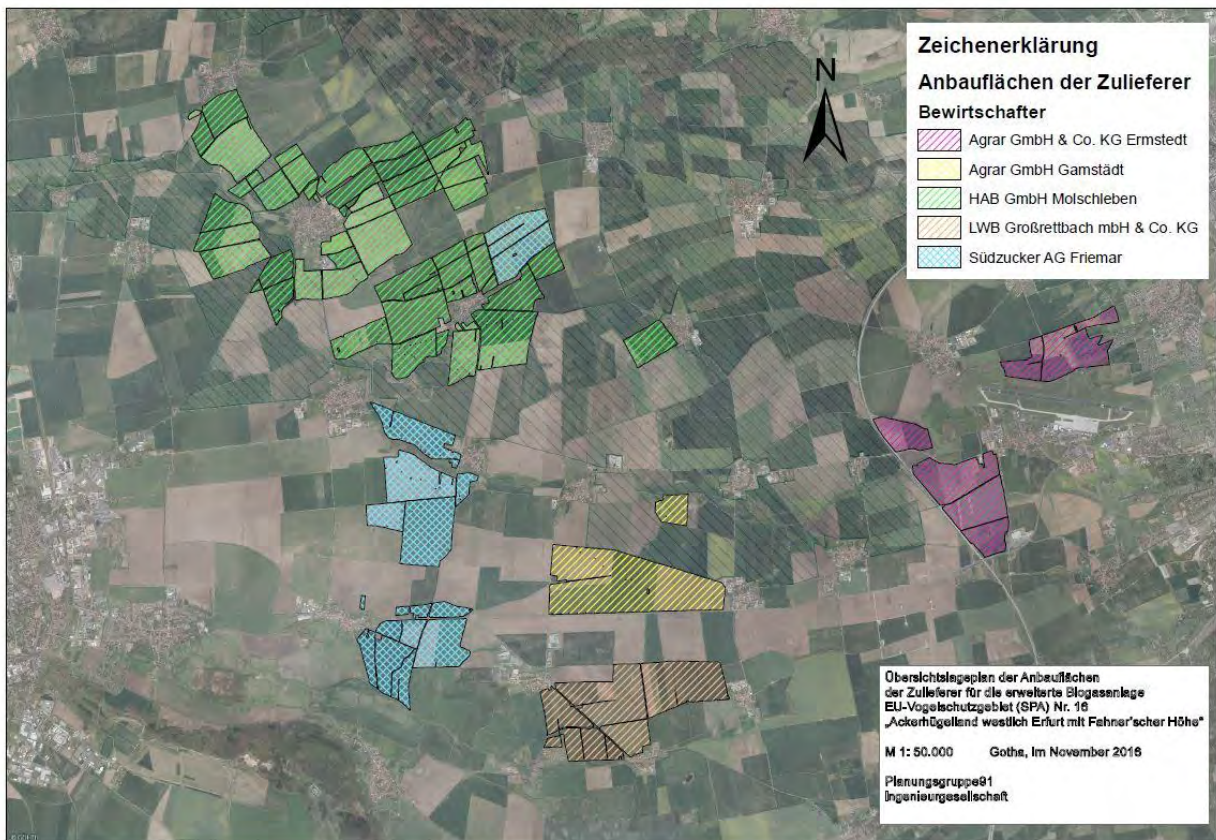 Zeichenerklärung
Anbauflächen der Zulieferer
Bewirtschafter
Agrar GmbH & Co. KG Ermstedt
Agrar GmbH Gamstädt
HAB GmbH Molschleben
LWB Großrettbach mbH & Co. KG
Südzucker AG Friemar
N
Übersichtslageplan der Anbauflächen
der Zulieferer für die erweiterte Biogasanlage
EU-Vogelschutzgebiet (SPA) Nr. 16
„Ackerhügelland westlich Erfurt mit Fahner'scher Höhe"
M 1: 50.000 Gotha, im November 2016
Planungsgruppe91
Ingenieurgesellschaft